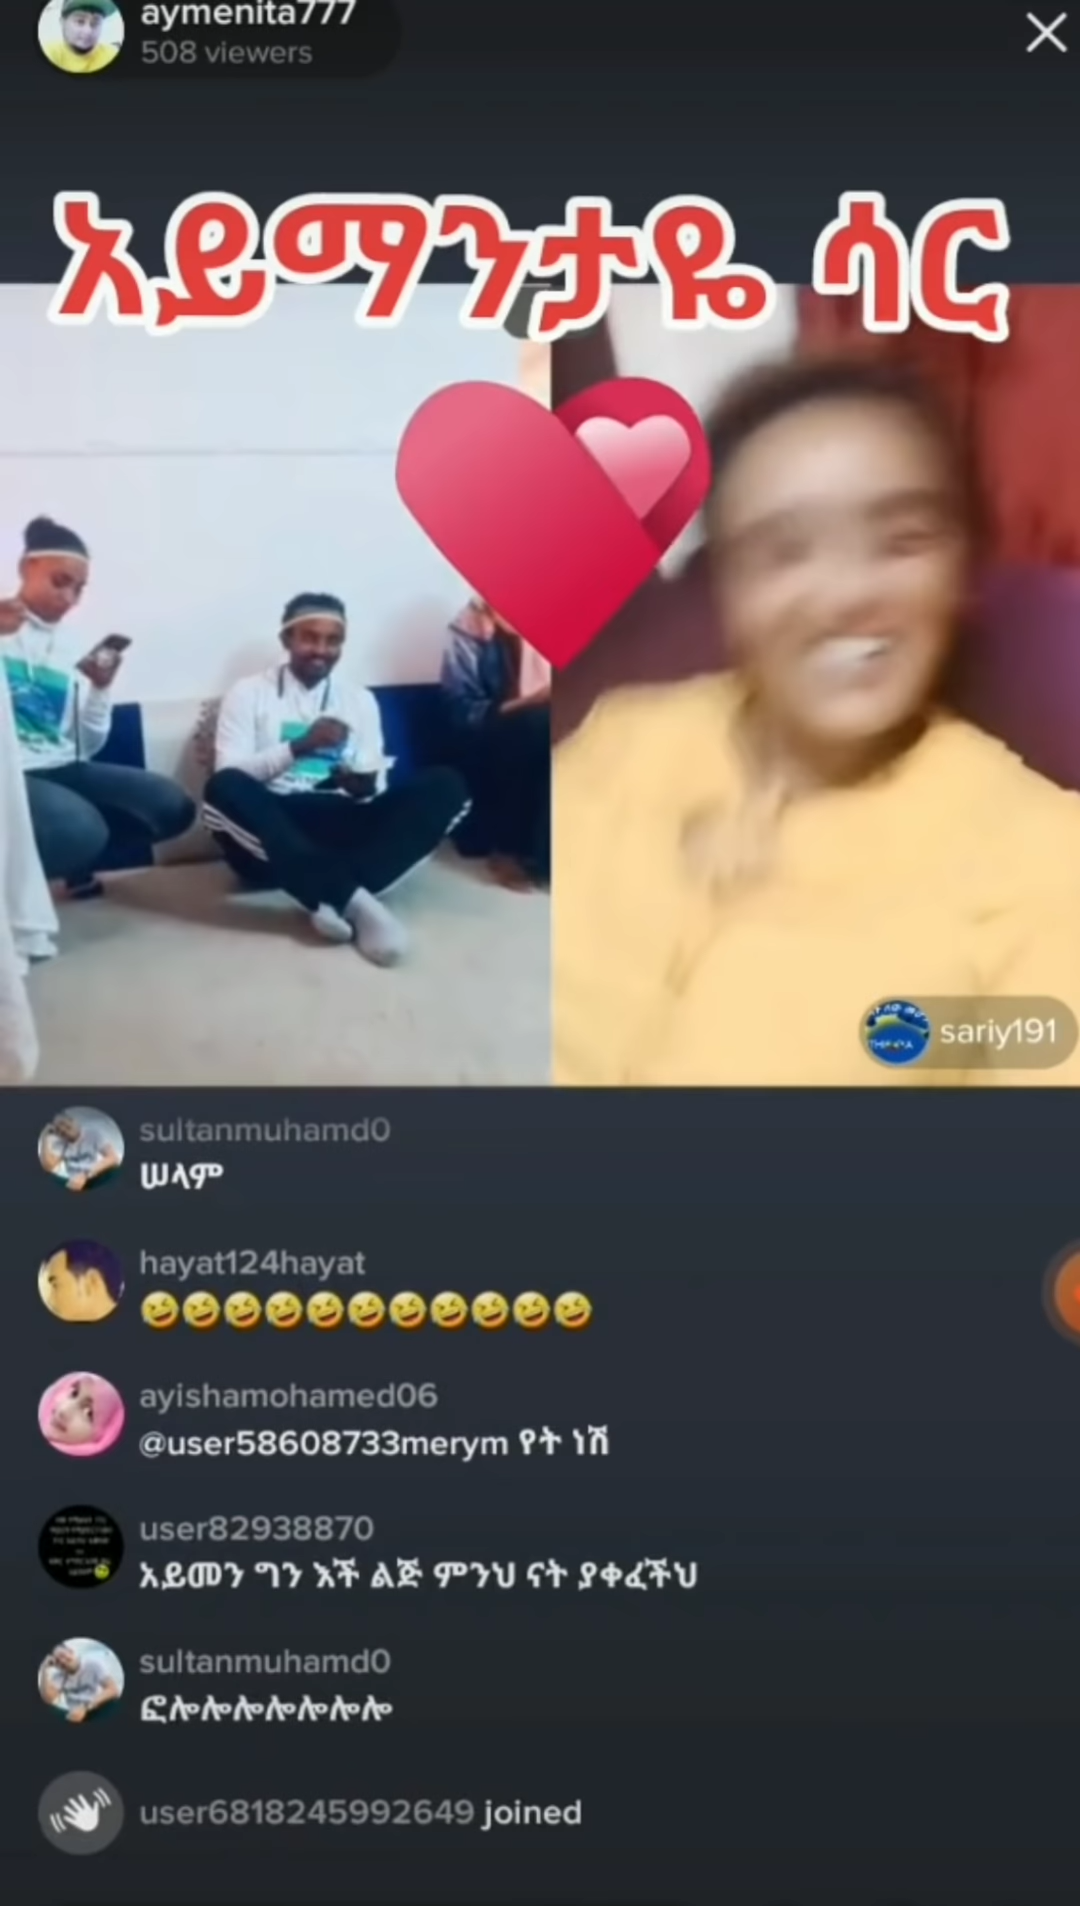 aymenita777
508 viewers
አይማንታዬ ሳር
sariy191
sultanmuhamd0
ሠላም
hayat124hayat
🤣🤣🤣🤣🤣🤣🤣🤣🤣🤣🤣
ayishamohamed06
@user58608733merym የት ነሽ
user82938870
አይመን ግን እች ልጅ ምንህ ናት ያቀፈችህ
sultanmuhamd0
ፎሎሎሎሎሎሎሎ
user6818245992649 joined